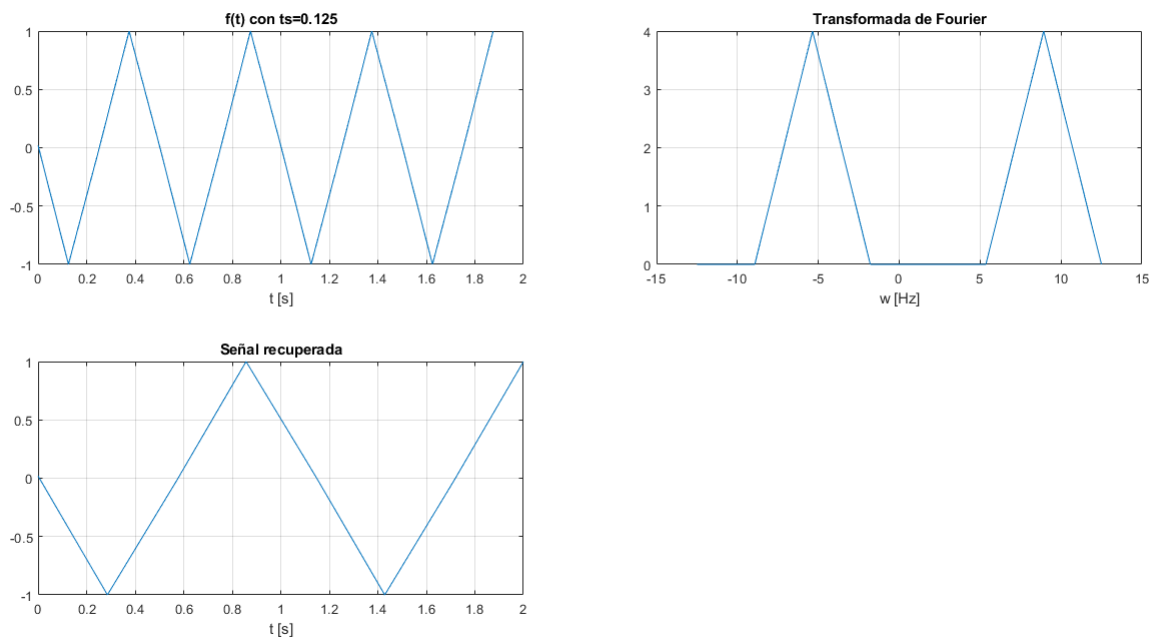 f(t) con ts=0.125
1
0.5
0
-0.5
-1
0 0.2 0.4 0.6 0.8 1 1.2 1.4 1.6 1.8 2
t [s]
Transformada de Fourier
4
3
2
1
0
-15 -10 -5 0 5 10 15
w [Hz]
Señal recuperada
1
0.5
0
-0.5
-1
0 0.2 0.4 0.6 0.8 1 1.2 1.4 1.6 1.8 2
t [s]